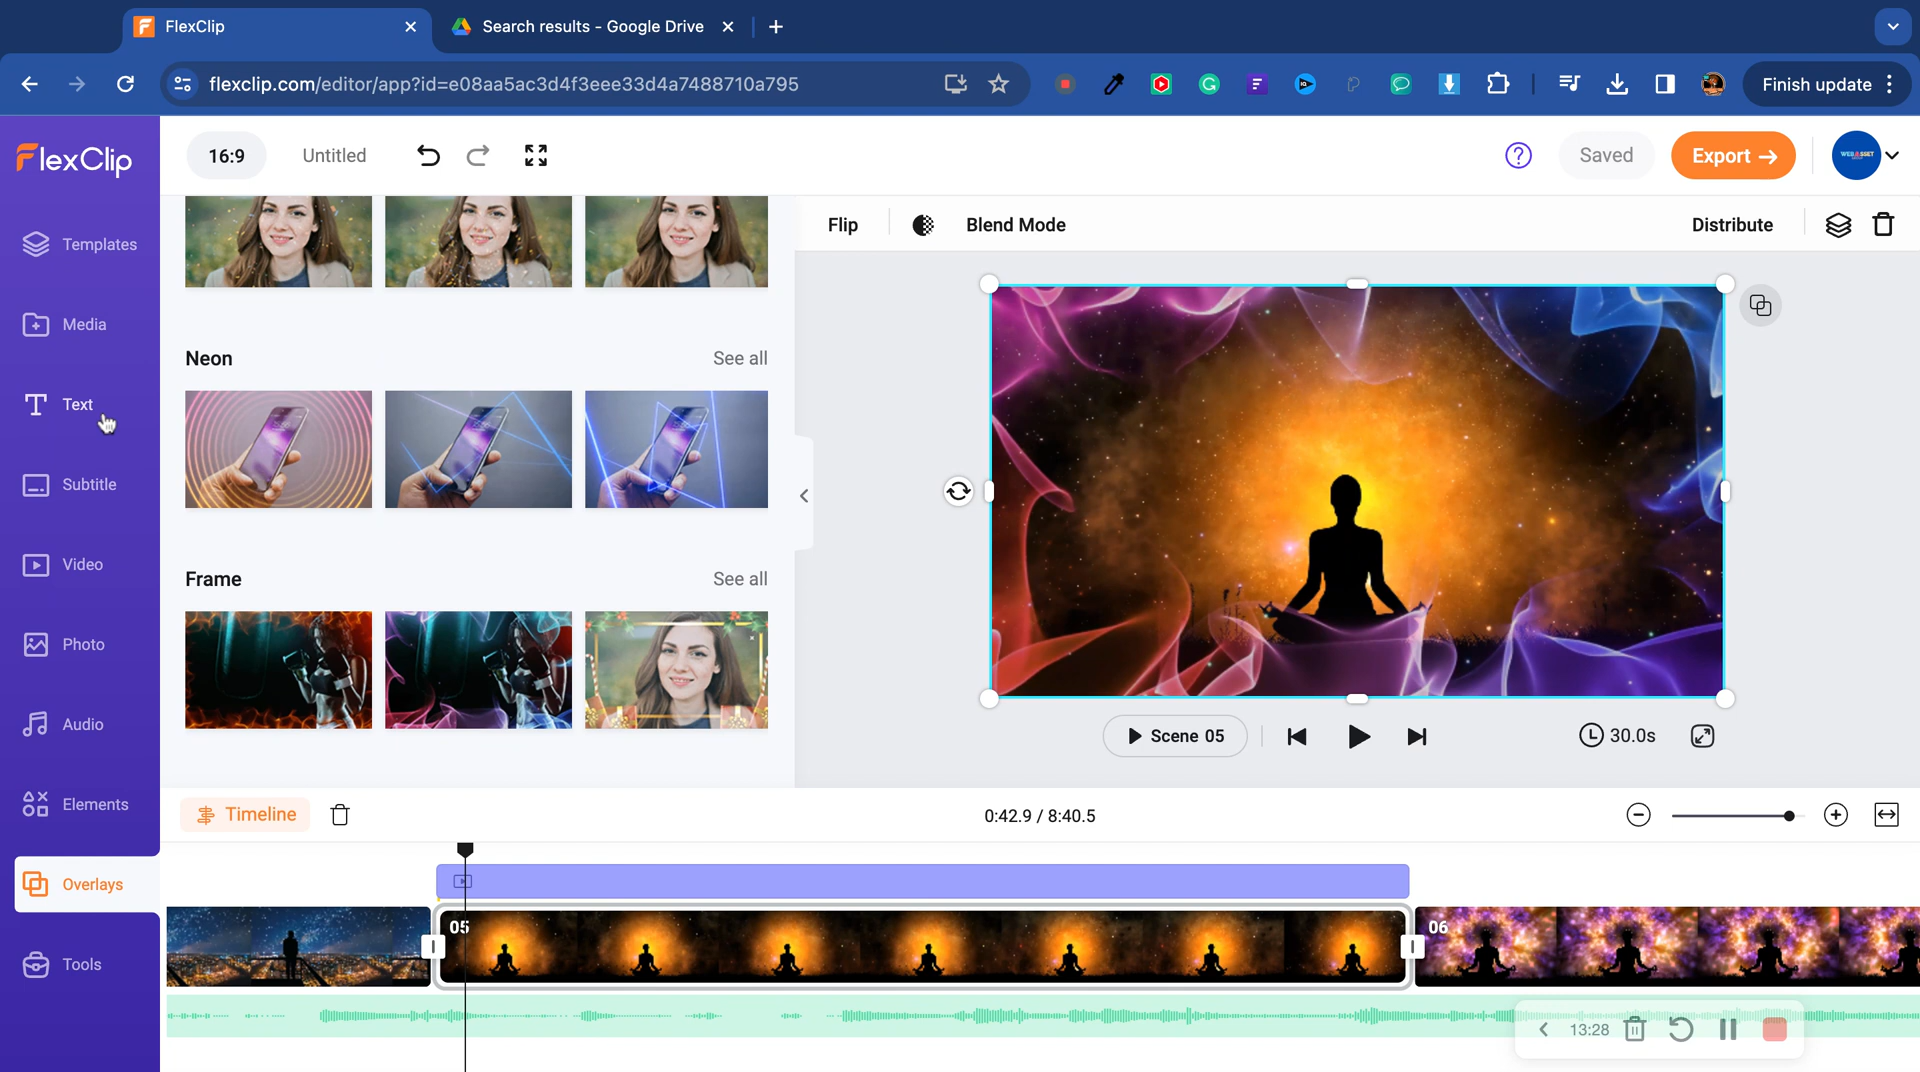 FlexClip
Search results - Google Drive
flexclip.com/editor/app?id=e08aa5ac3d4f3eee33d4a7488710a795
Finish update
FlexClip
16:9
Untitled
Saved
Export
Templates
Media
Text
Subtitle
Video
Photo
Audio
Elements
Overlays
Tools
Neon
See all
Frame
See all
Flip
Blend Mode
Distribute
Scene 05
30.0s
Timeline
0:42.9 / 8:40.5
05
06
13:28